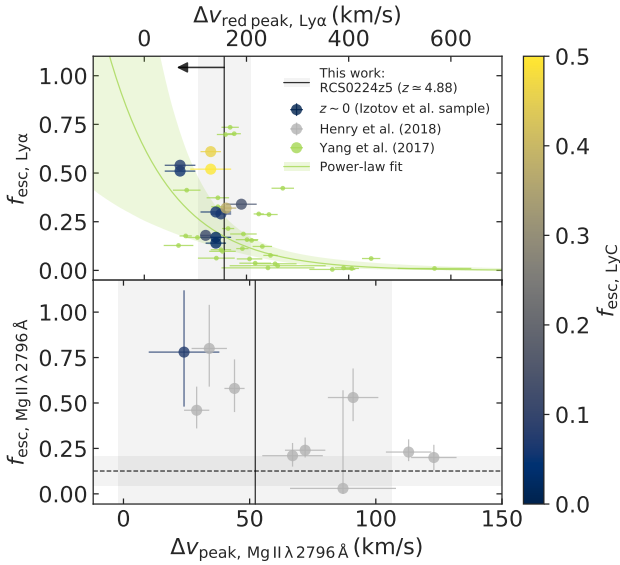 Δv_red peak, Lyα (km/s)
0 200 400 600
1.00
0.75
0.50
0.25
0.00
f_esc, Lyα
This work:
RCS0224z5 (z ≃ 4.88)
z ~ 0 (Izotov et al. sample)
Henry et al. (2018)
Yang et al. (2017)
Power-law fit
1.00
0.75
0.50
0.25
0.00
f_esc, Mg II λ 2796 Å
0 50 100 150
Δv_peak, Mg II λ 2796 Å (km/s)
0.5
0.4
0.3
0.2
0.1
0.0
f_esc, LyC